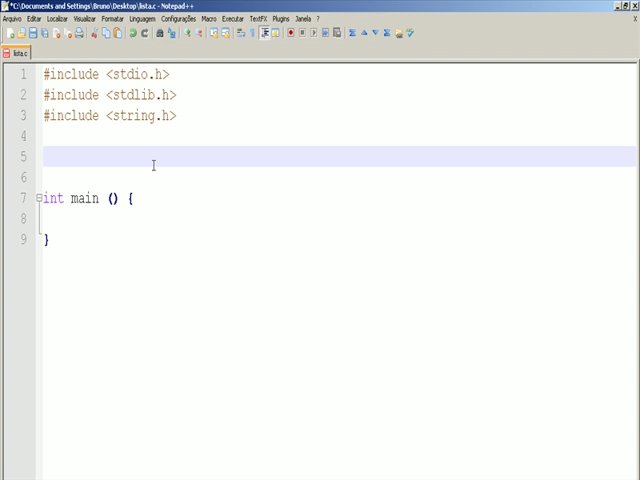 *C:\Documents and Settings\Bruno\Desktop\lista.c - Notepad++
Arquivo Editar Localizar Visualizar Formatar Linguagem Configurações Macro Executar TextFX Plugins Janela ? X
lista.c
1 #include <stdio.h>
2 #include <stdlib.h>
3 #include <string.h>
4
5
6
7 int main () {
8
9 }